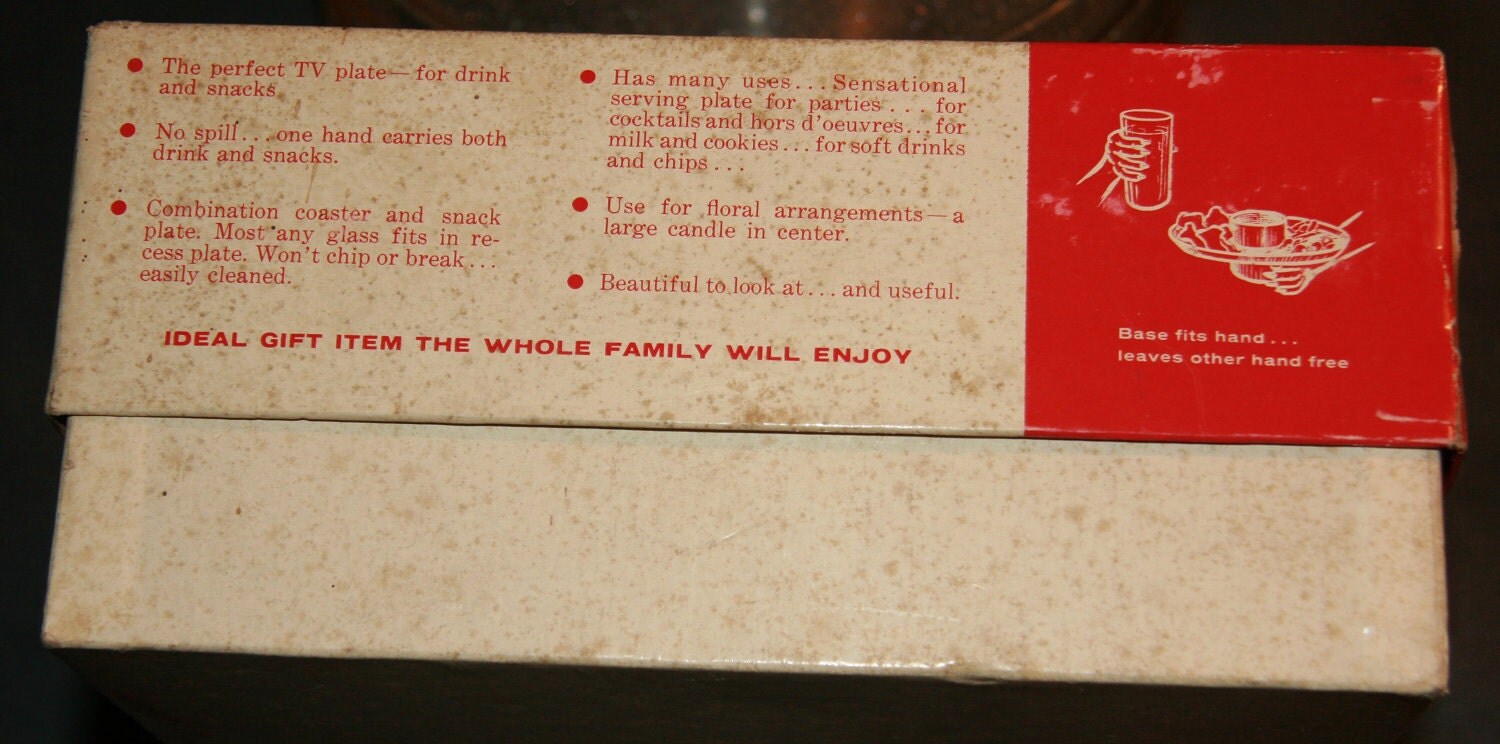 The perfect TV plate — for drink
and snacks.
No spill...one hand carries both
drink and snacks.
Combination coaster and snack
plate. Most any glass fits in re-
cess plate. Won't chip or break...
easily cleaned.
Has many uses...Sensational
serving plate for parties...for
cocktails and hors d'oeuvres...for
milk and cookies...for soft drinks
and chips...
Use for floral arrangements — a
large candle in center.
Beautiful to look at...and useful.
IDEAL GIFT ITEM THE WHOLE FAMILY WILL ENJOY
Base fits hand...
leaves other hand free